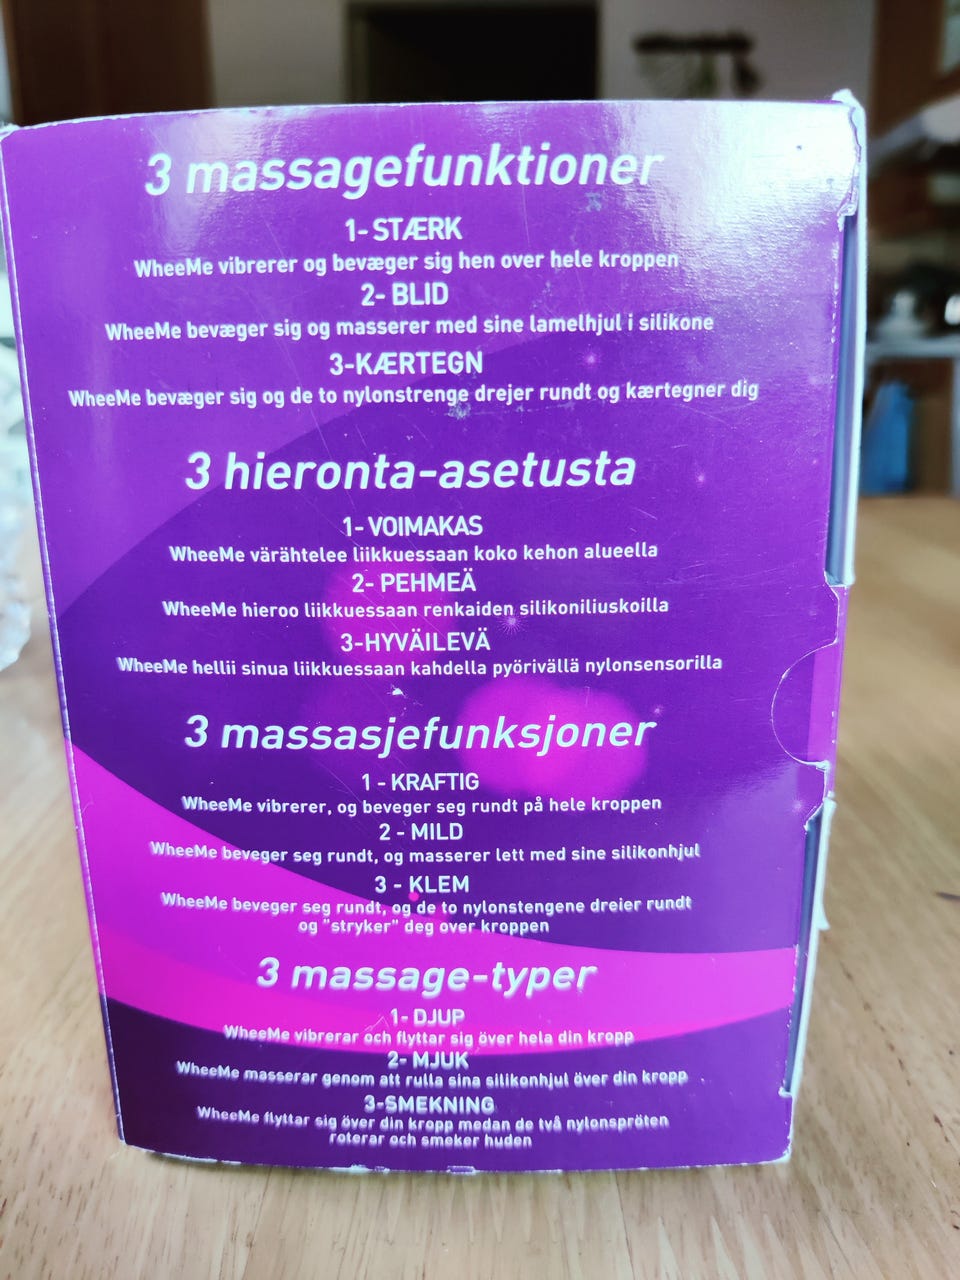 3 massagefunktioner
1- STÆRK
WheeMe vibrerer og bevæger sig hen over hele kroppen
2- BLID
WheeMe bevæger sig og masserer med sine lamelhjul i silikone
3-KÆRTEGN
WheeMe bevæger sig og de to nylonstrenge drejer rundt og kærtegner dig
3 hieronta-asetusta
1- VOIMAKAS
WheeMe värähtelee liikkuessaan koko kehon alueella
2- PEHMEÄ
WheeMe hieroo liikkuessaan renkaiden silikoniliuskoilla
3-HYVÄILEVÄ
WheeMe hellii sinua liikkuessaan kahdella pyörivällä nylonsensorilla
3 massasjefunksjoner
1 - KRAFTIG
WheeMe vibrerer, og beveger seg rundt på hele kroppen
2 - MILD
WheeMe beveger seg rundt, og masserer lett med sine silikonhjul
3 - KLEM
WheeMe beveger seg rundt, og de to nylonstengene dreier rundt
og "stryker" deg over kroppen
3 massage-typer
1- DJUP
WheeMe vibrerar och flyttar sig över hela din kropp
2- MJUK
WheeMe masserar genom att rulla sina silikonhjul över din kropp
3-SMEKNING
WheeMe flyttar sig över din kropp medan de två nylonspröten
roterar och smeker huden